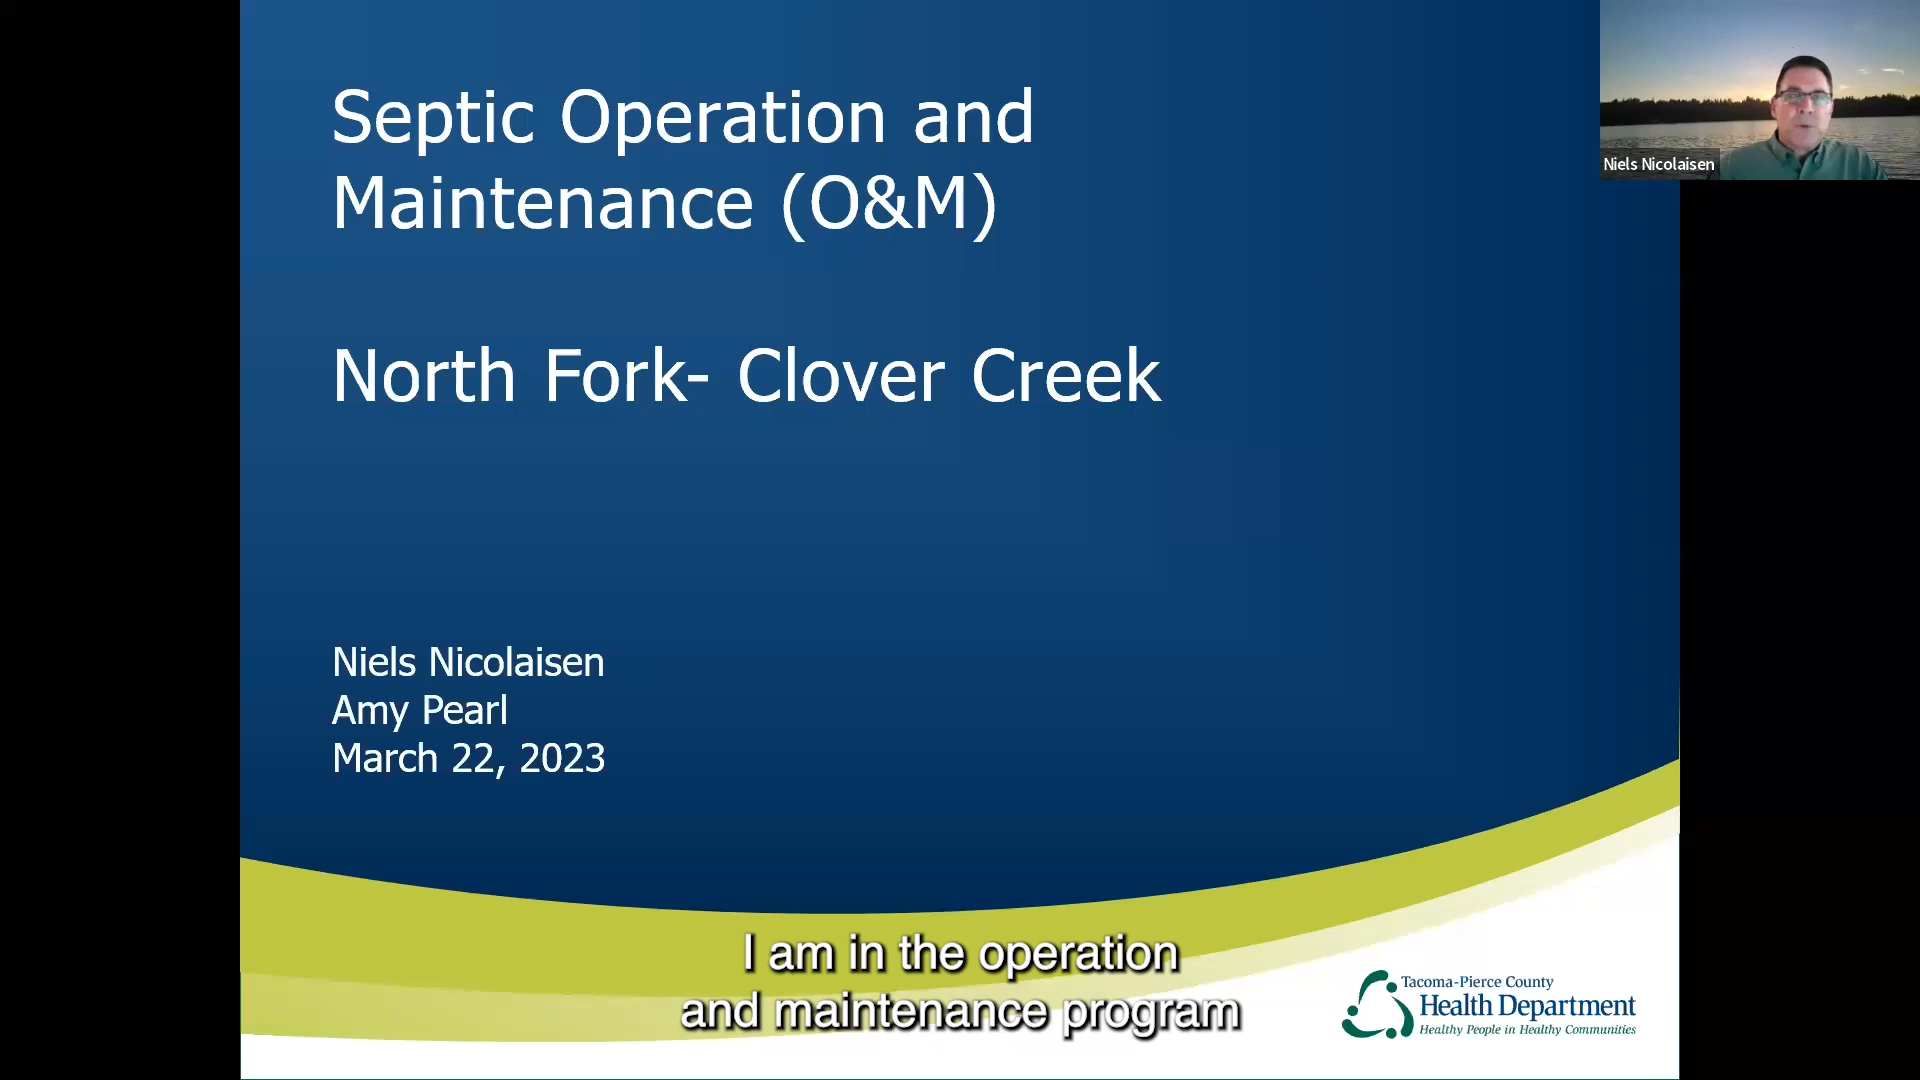 Septic Operation and
Maintenance (O&M)
North Fork- Clover Creek
Niels Nicolaisen
Niels Nicolaisen
Amy Pearl
March 22, 2023
I am in the operation
and maintenance program
Tacoma-Pierce County
Health Department
Healthy People in Healthy Communities